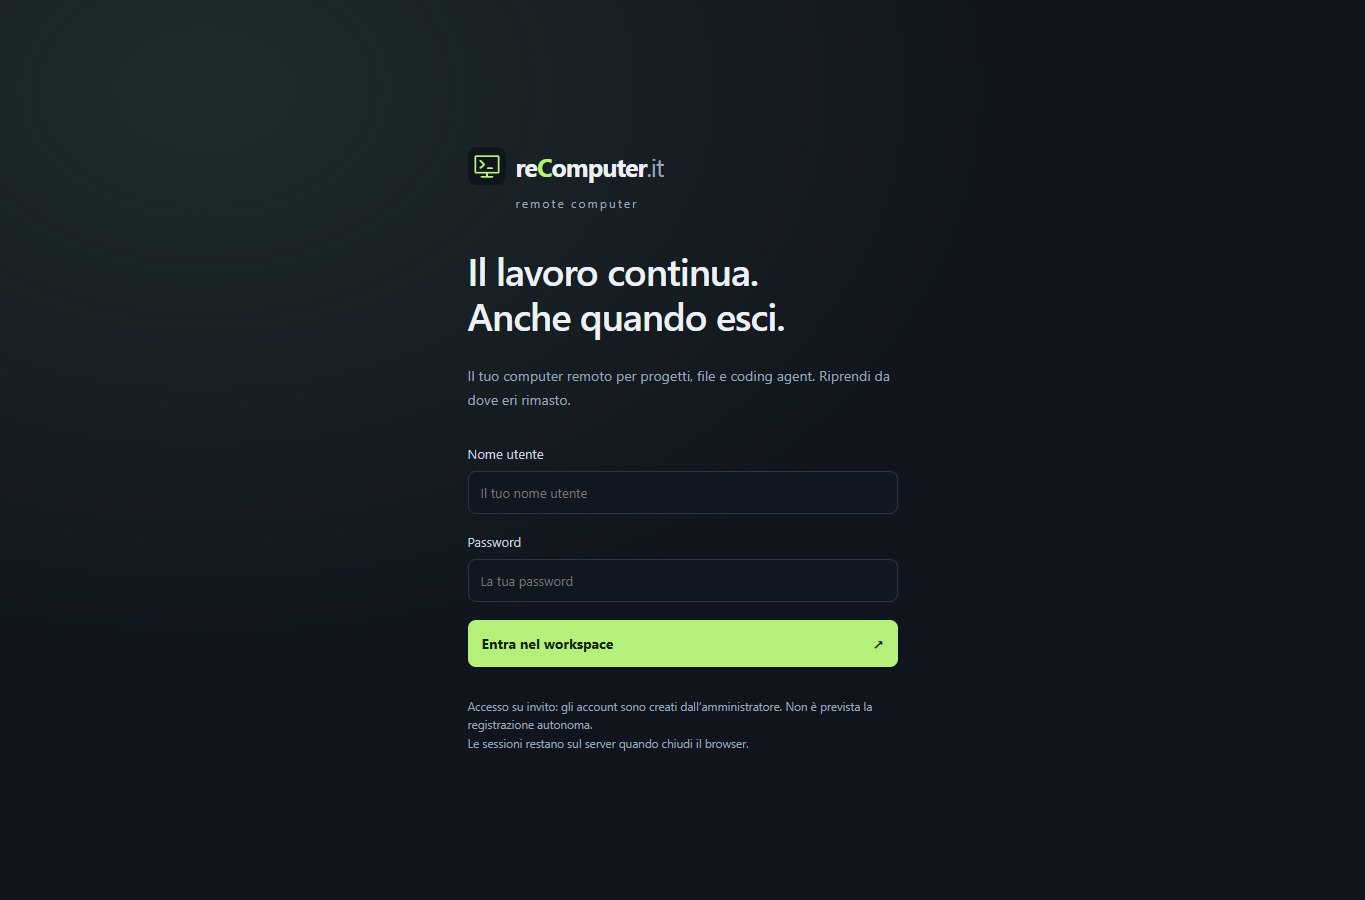 reComputer.it
remote computer
Il lavoro continua.
Anche quando esci.
Il tuo computer remoto per progetti, file e coding agent. Riprendi da
dove eri rimasto.
Nome utente
Il tuo nome utente
Password
La tua password
Entra nel workspace ↗
Accesso su invito: gli account sono creati dall'amministratore. Non è prevista la
registrazione autonoma.
Le sessioni restano sul server quando chiudi il browser.